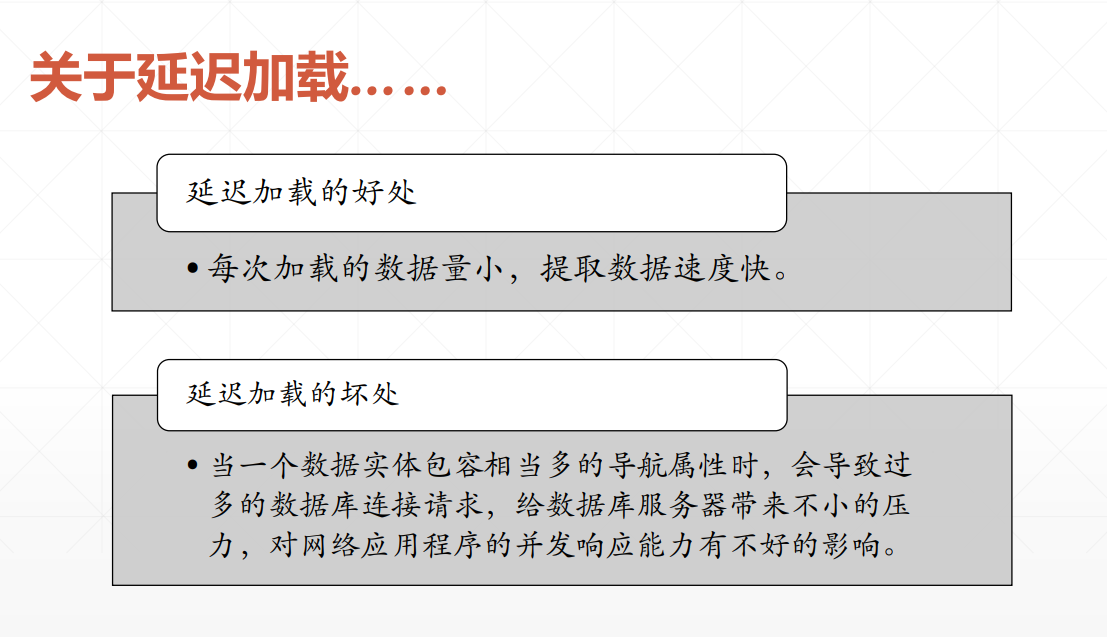 关于延迟加载……
延迟加载的好处
•每次加载的数据量小，提取数据速度快。
延迟加载的坏处
•当一个数据实体包容相当多的导航属性时，会导致过
多的数据库连接请求，给数据库服务器带来不小的压
力，对网络应用程序的并发响应能力有不好的影响。